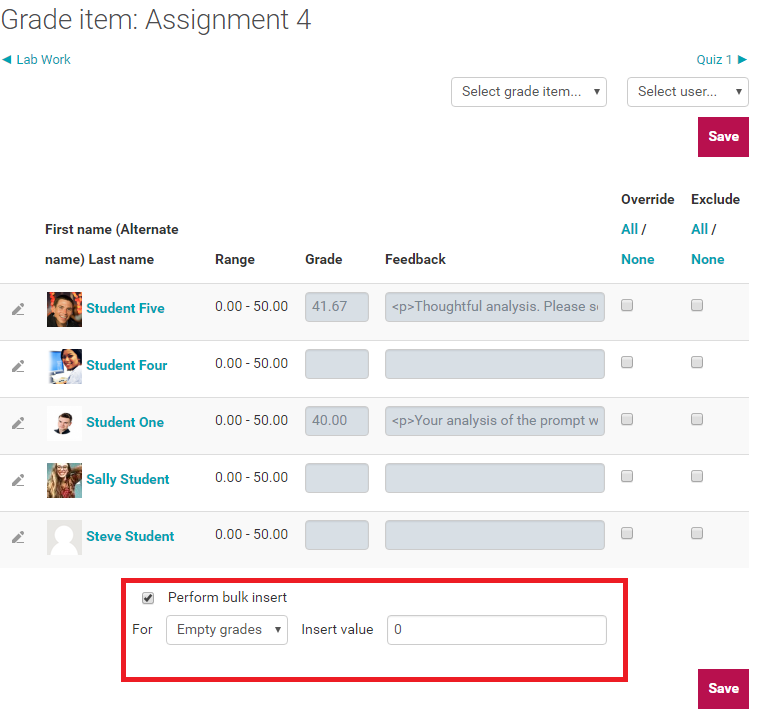 Grade item: Assignment 4
◄ Lab Work Quiz 1 ►
Select grade item... Select user...
Save
Override Exclude
First name (Alternate All / All /
name) Last name Range Grade Feedback None None
Student Five 0.00 - 50.00 41.67 <p>Thoughtful analysis. Please s
Student Four 0.00 - 50.00
Student One 0.00 - 50.00 40.00 <p>Your analysis of the prompt w
Sally Student 0.00 - 50.00
Steve Student 0.00 - 50.00
Perform bulk insert
For Empty grades Insert value 0
Save